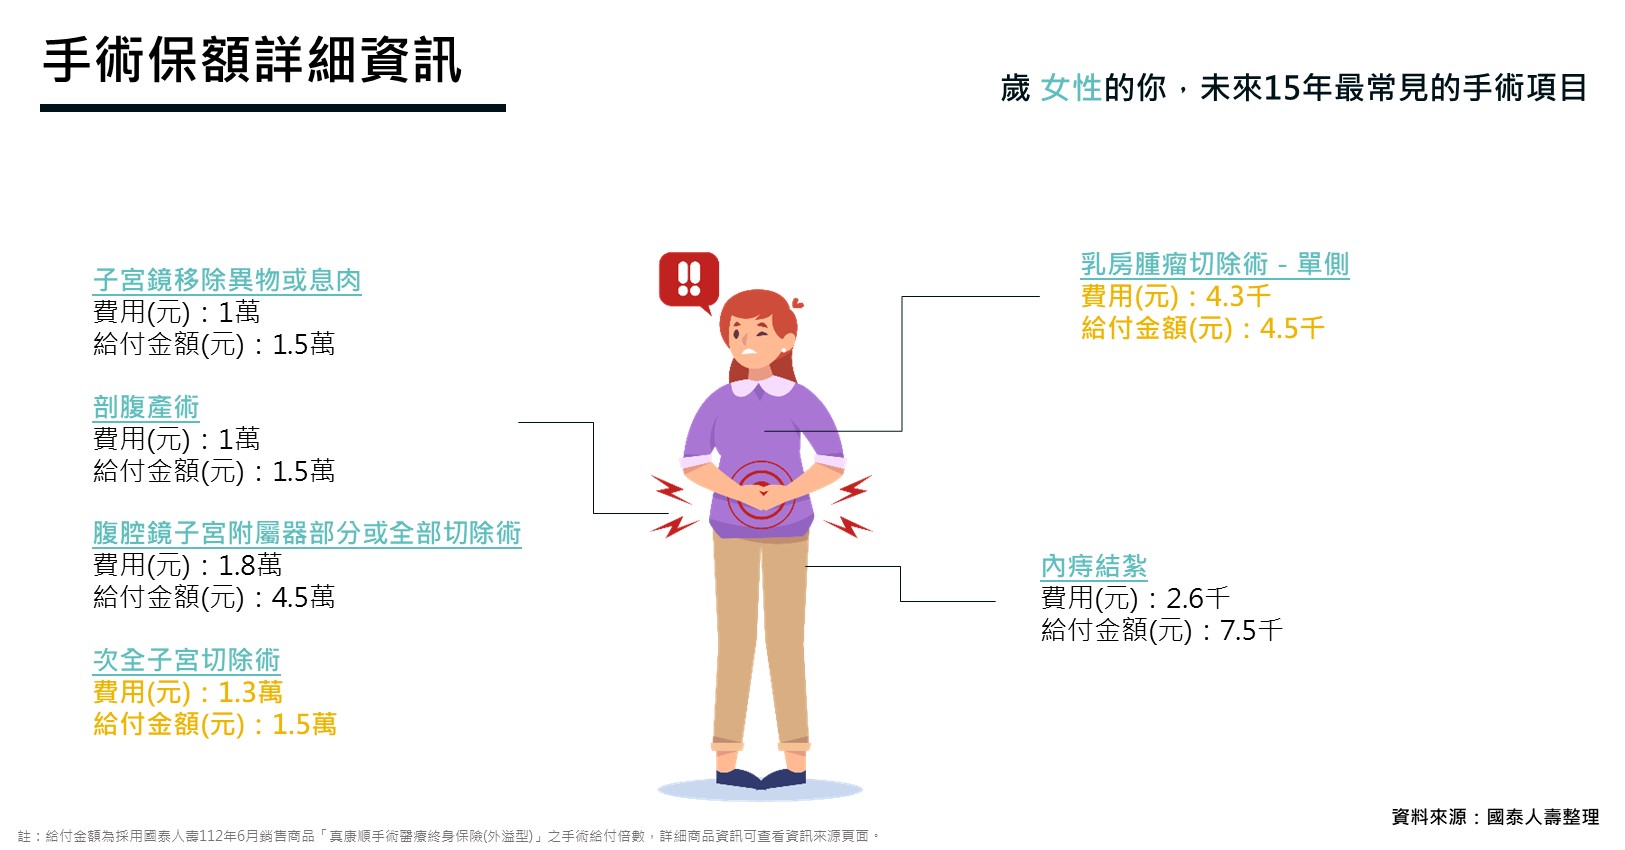 手術保額詳細資訊
歲 女性的你，未來15年最常見的手術項目
子宮鏡移除異物或息肉
費用(元)：1萬
給付金額(元)：1.5萬
剖腹產術
費用(元)：1萬
給付金額(元)：1.5萬
腹腔鏡子宮附屬器部分或全部切除術
費用(元)：1.8萬
給付金額(元)：4.5萬
次全子宮切除術
費用(元)：1.3萬
給付金額(元)：1.5萬
乳房腫瘤切除術 - 單側
費用(元)：4.3千
給付金額(元)：4.5千
內痔結紮
費用(元)：2.6千
給付金額(元)：7.5千
資料來源：國泰人壽整理
註：給付金額為採用國泰人壽112年6月銷售商品「真康順手術醫療終身保險(外溢型)」之手術給付倍數，詳細商品資訊可查看資訊來源頁面。